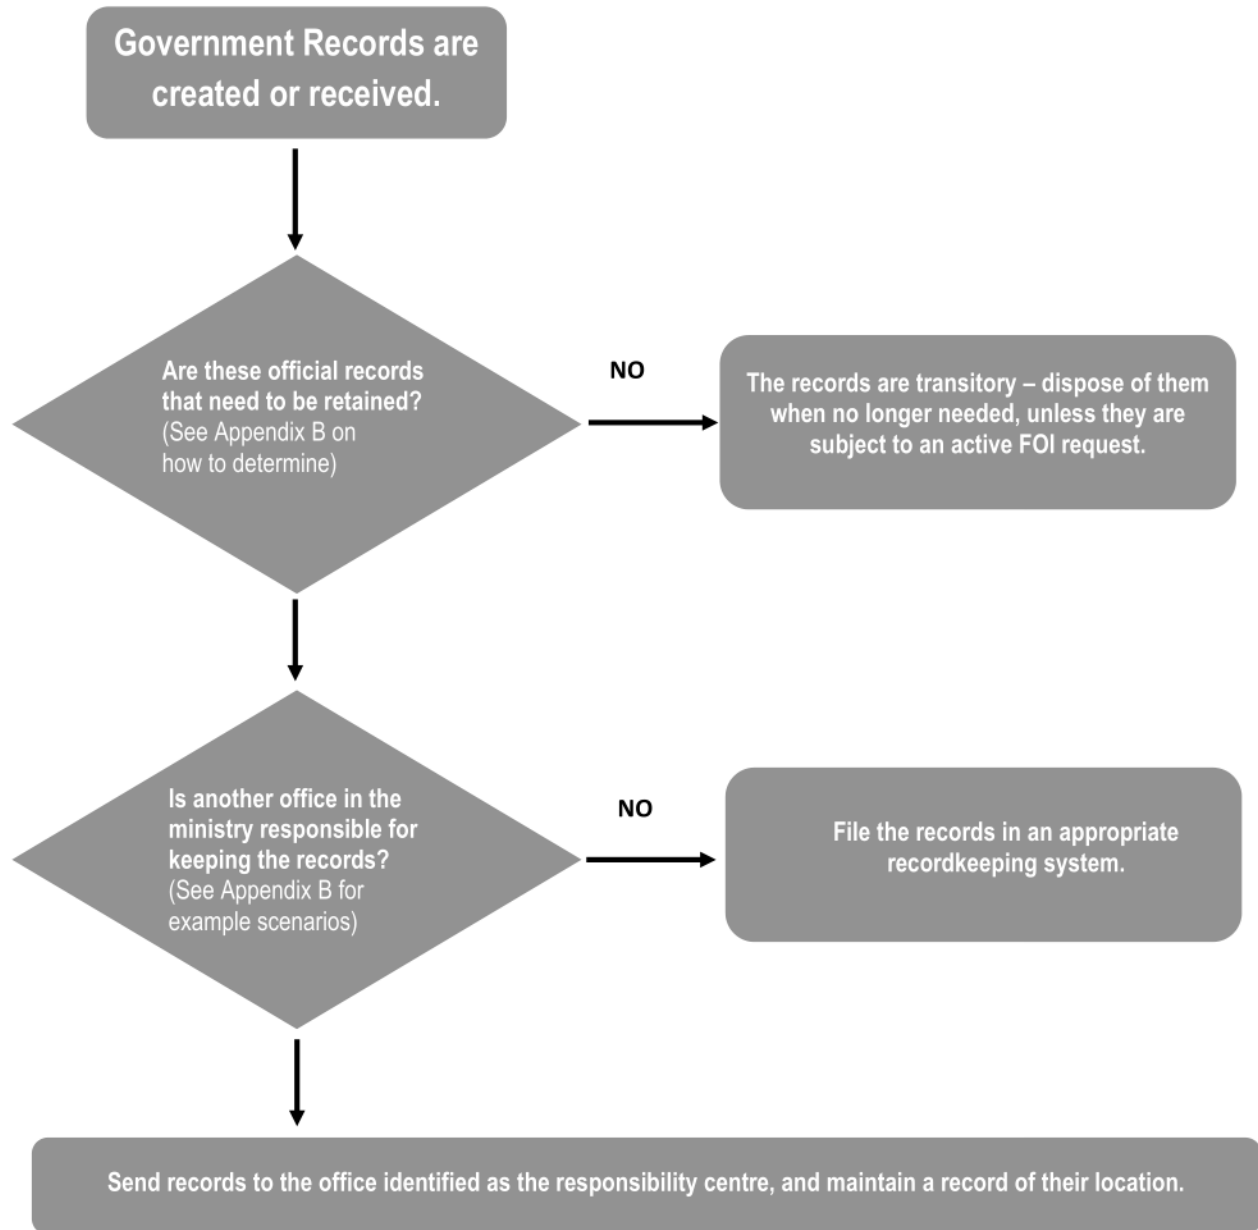 Government Records are
created or received.
Are these official records
that need to be retained?
(See Appendix B on
how to determine)
NO
The records are transitory – dispose of them
when no longer needed, unless they are
subject to an active FOI request.
Is another office in the
ministry responsible for
keeping the records?
(See Appendix B for
example scenarios)
NO
File the records in an appropriate
recordkeeping system.
Send records to the office identified as the responsibility centre, and maintain a record of their location.